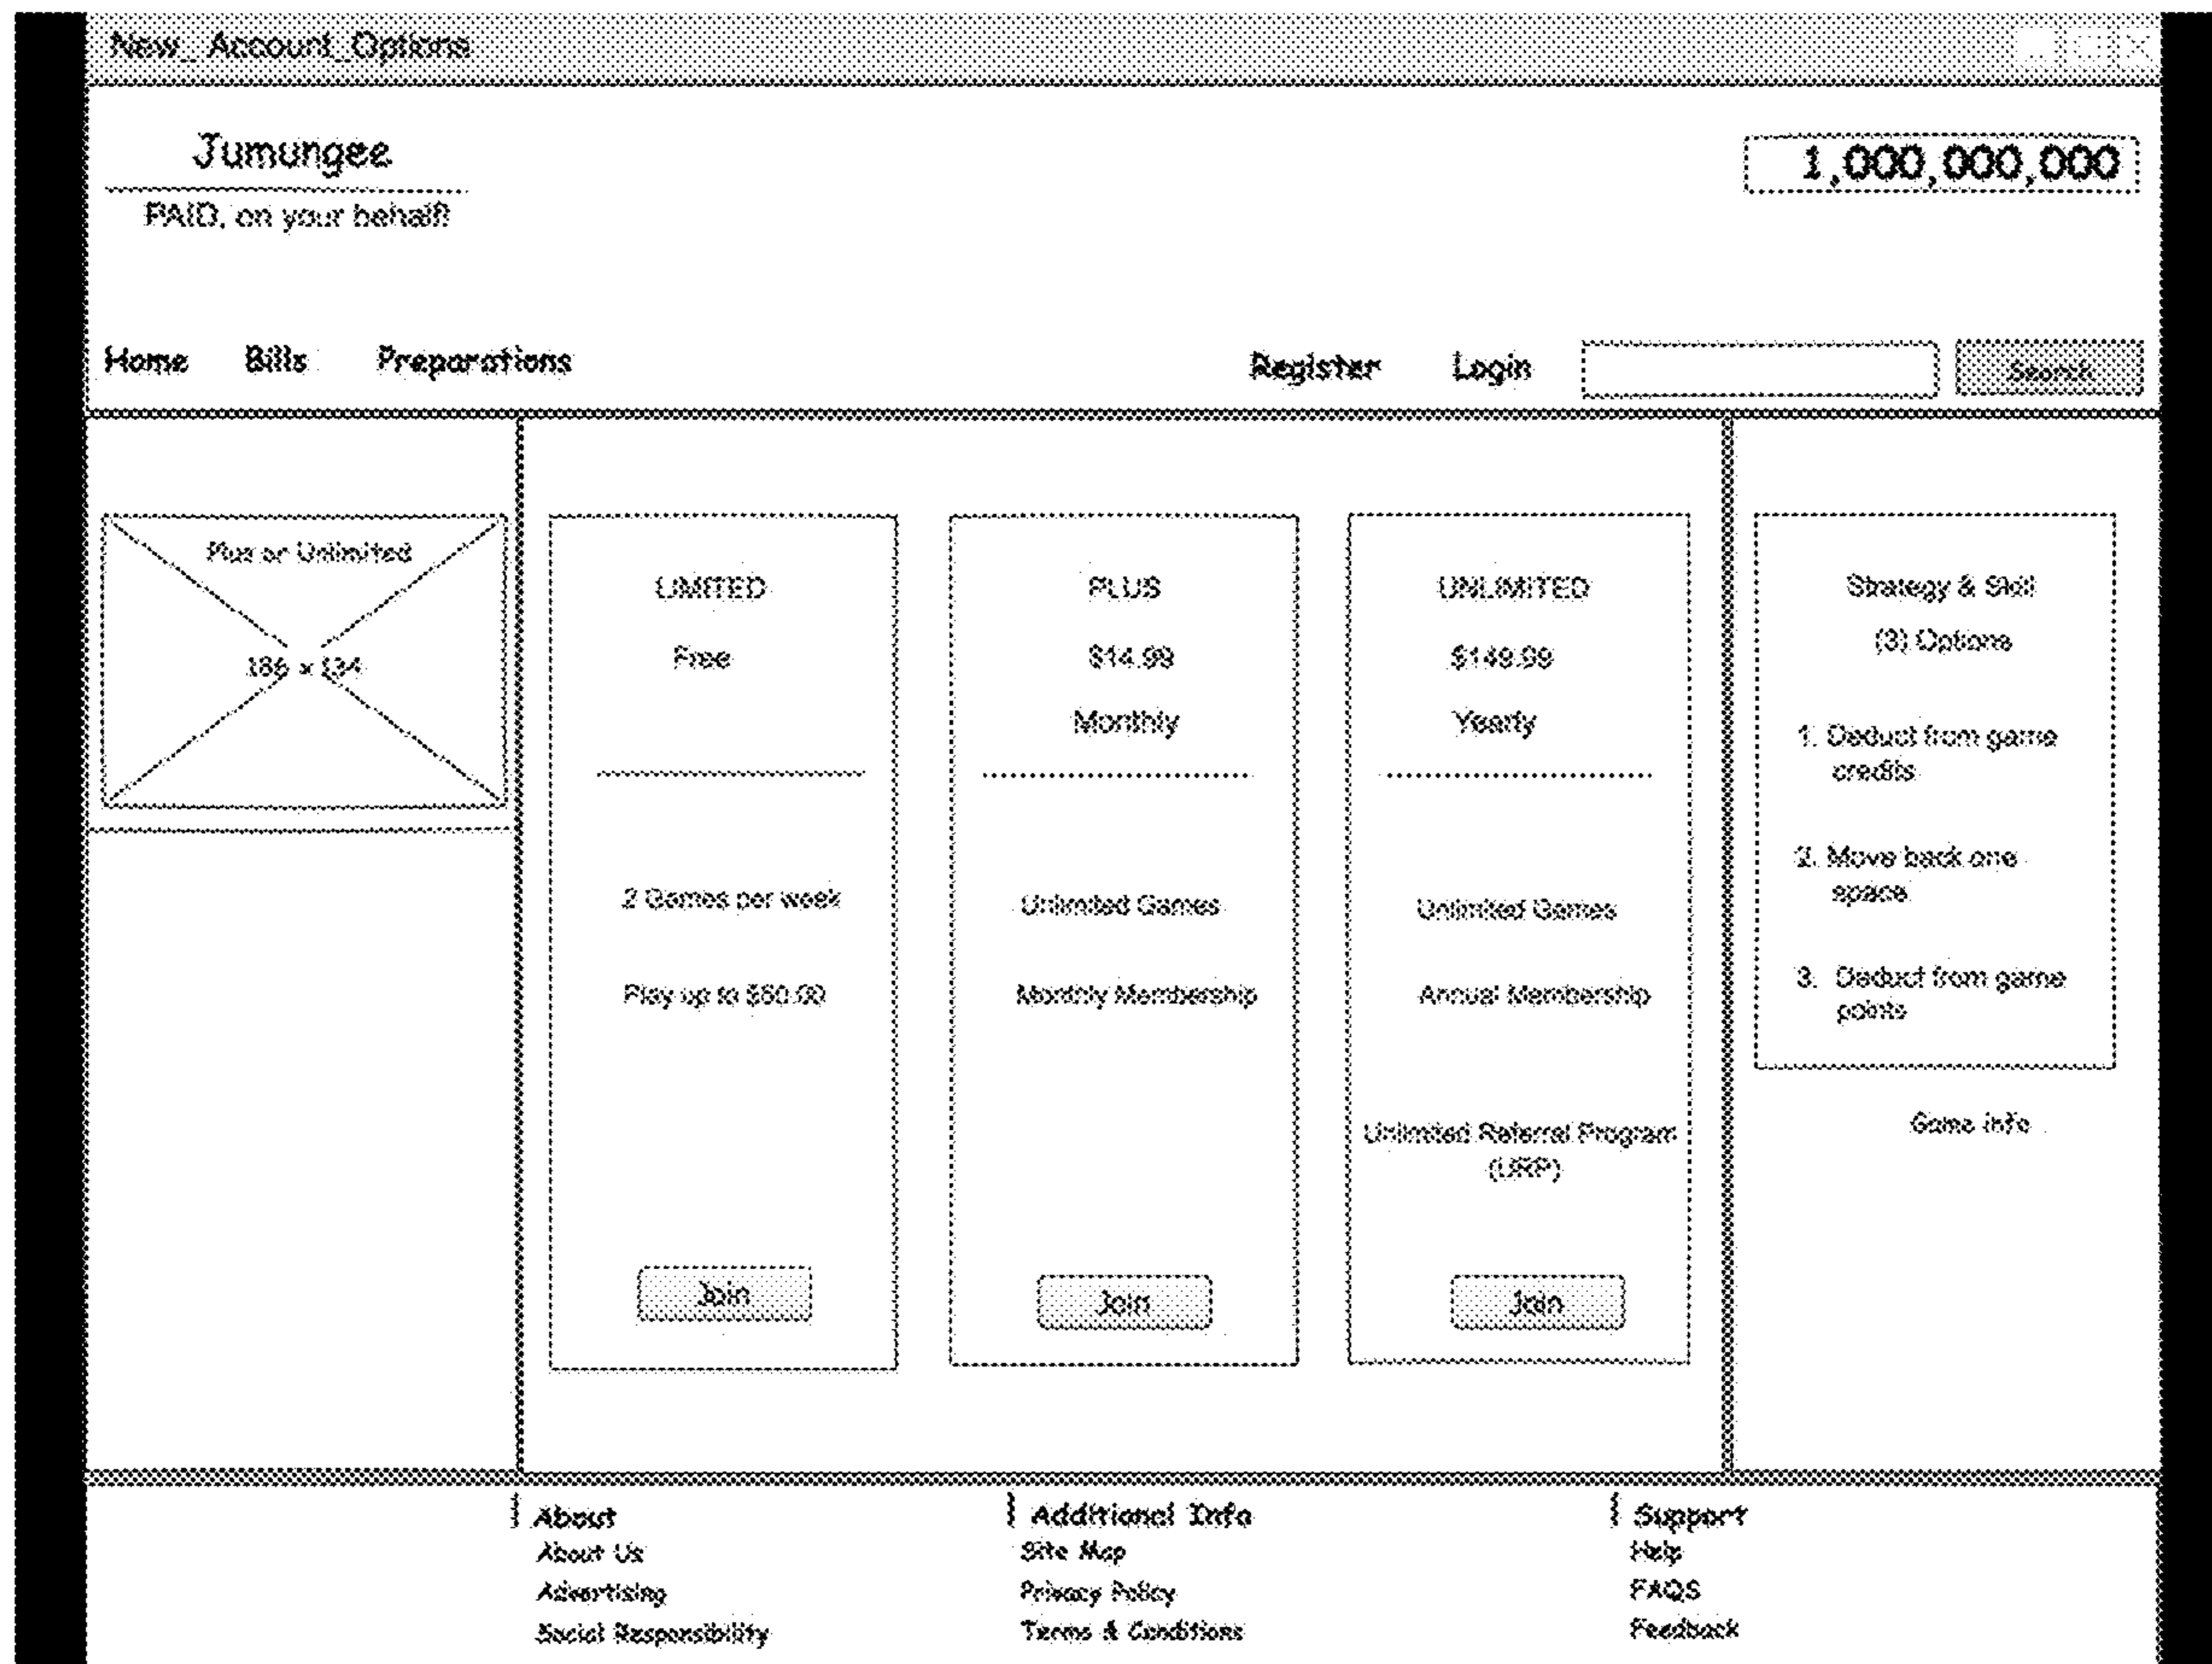 New_ Account_Options
Jumungee
1,000,000,000
PAID, on your behalf!
Home Bills Preparations Register Login Search
Plus or Unlimited
186 x 134
LIMITED
Free
2 Games per week
Play up to $50.00
Join
PLUS
$14.99
Monthly
Unlimited Games
Monthly Membership
Join
UNLIMITED
$149.99
Yearly
Unlimited Games
Annual Membership
Unlimited Referral Program
(URP)
Join
Strategy & Skill
(3) Options
1. Deduct from game
credits
2. Move back one
space
3. Deduct from game
points
Game info
About
About Us
Advertising
Social Responsibility
Additional Info
Site Map
Privacy Policy
Terms & Conditions
Support
Help
FAQS
Feedback